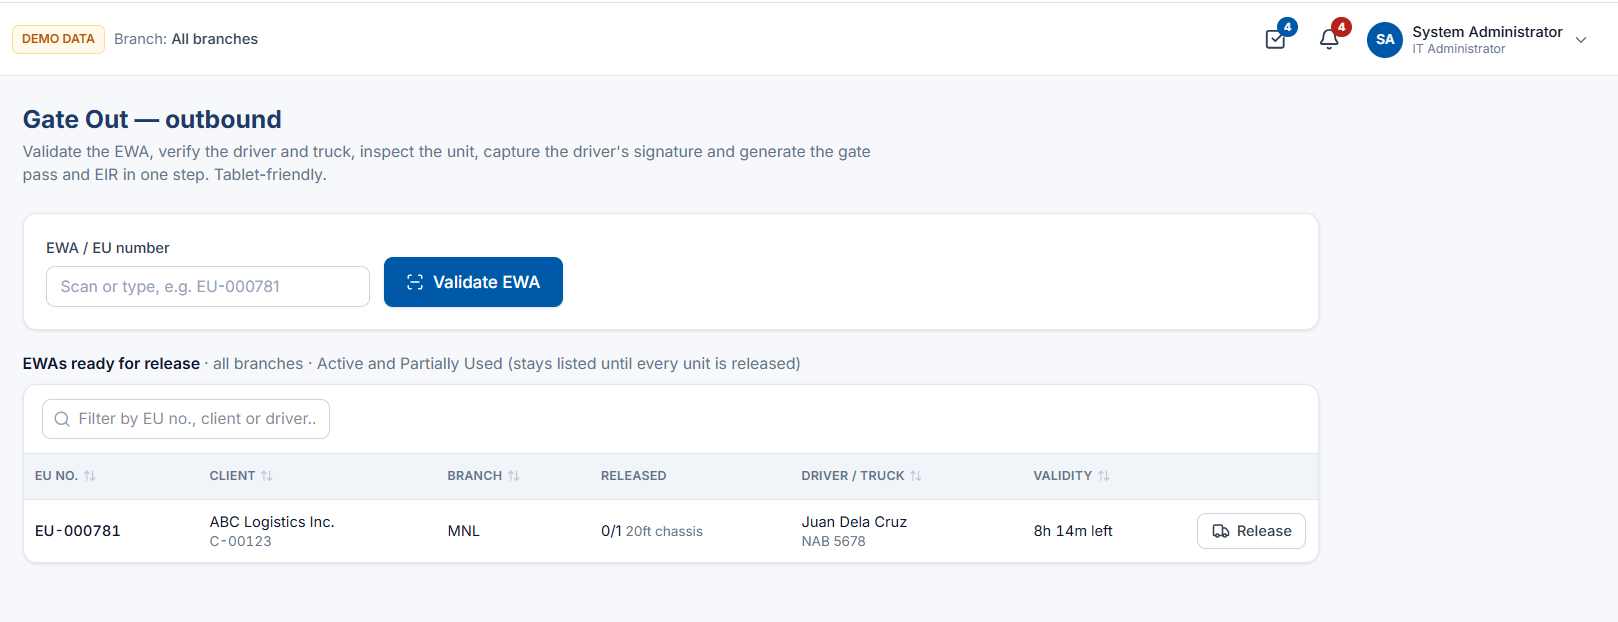 DEMO DATA Branch: All branches 4 4 SA System Administrator
IT Administrator
Gate Out — outbound
Validate the EWA, verify the driver and truck, inspect the unit, capture the driver's signature and generate the gate
pass and EIR in one step. Tablet-friendly.
EWA / EU number
Scan or type, e.g. EU-000781 Validate EWA
EWAs ready for release · all branches · Active and Partially Used (stays listed until every unit is released)
Filter by EU no., client or driver..
EU NO. CLIENT BRANCH RELEASED DRIVER / TRUCK VALIDITY
EU-000781 ABC Logistics Inc. MNL 0/1 20ft chassis Juan Dela Cruz 8h 14m left Release
C-00123 NAB 5678